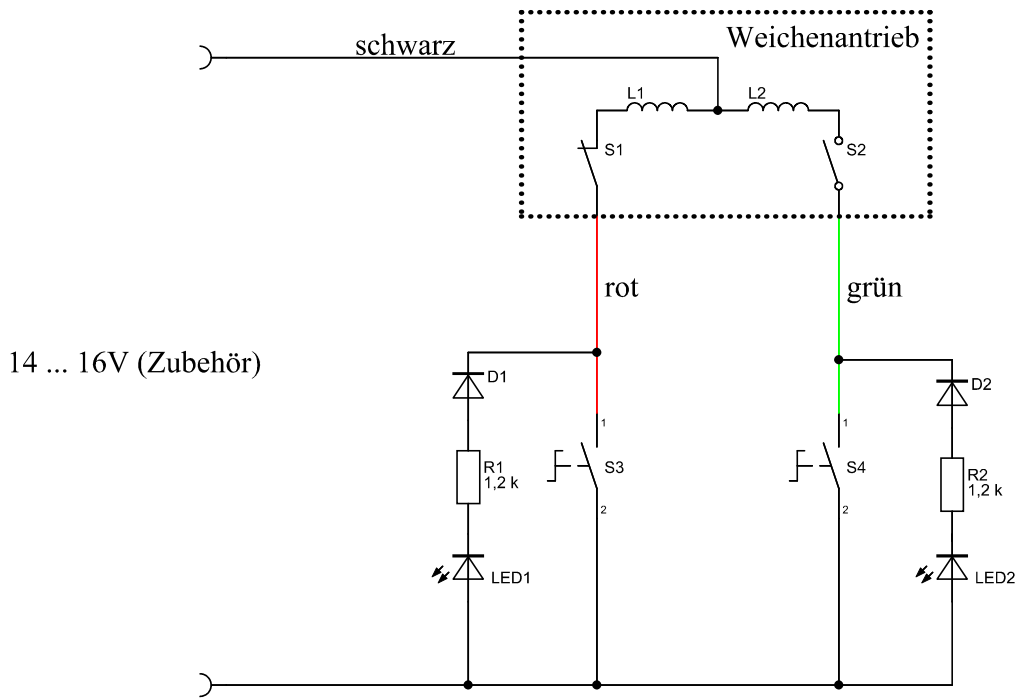 schwarz
Weichenantrieb
L1
L2
S1
S2
rot
grün
14 ... 16V (Zubehör)
D1
D2
1
1
R1
1,2 k
S3
S4
R2
1,2 k
2
2
LED1
LED2